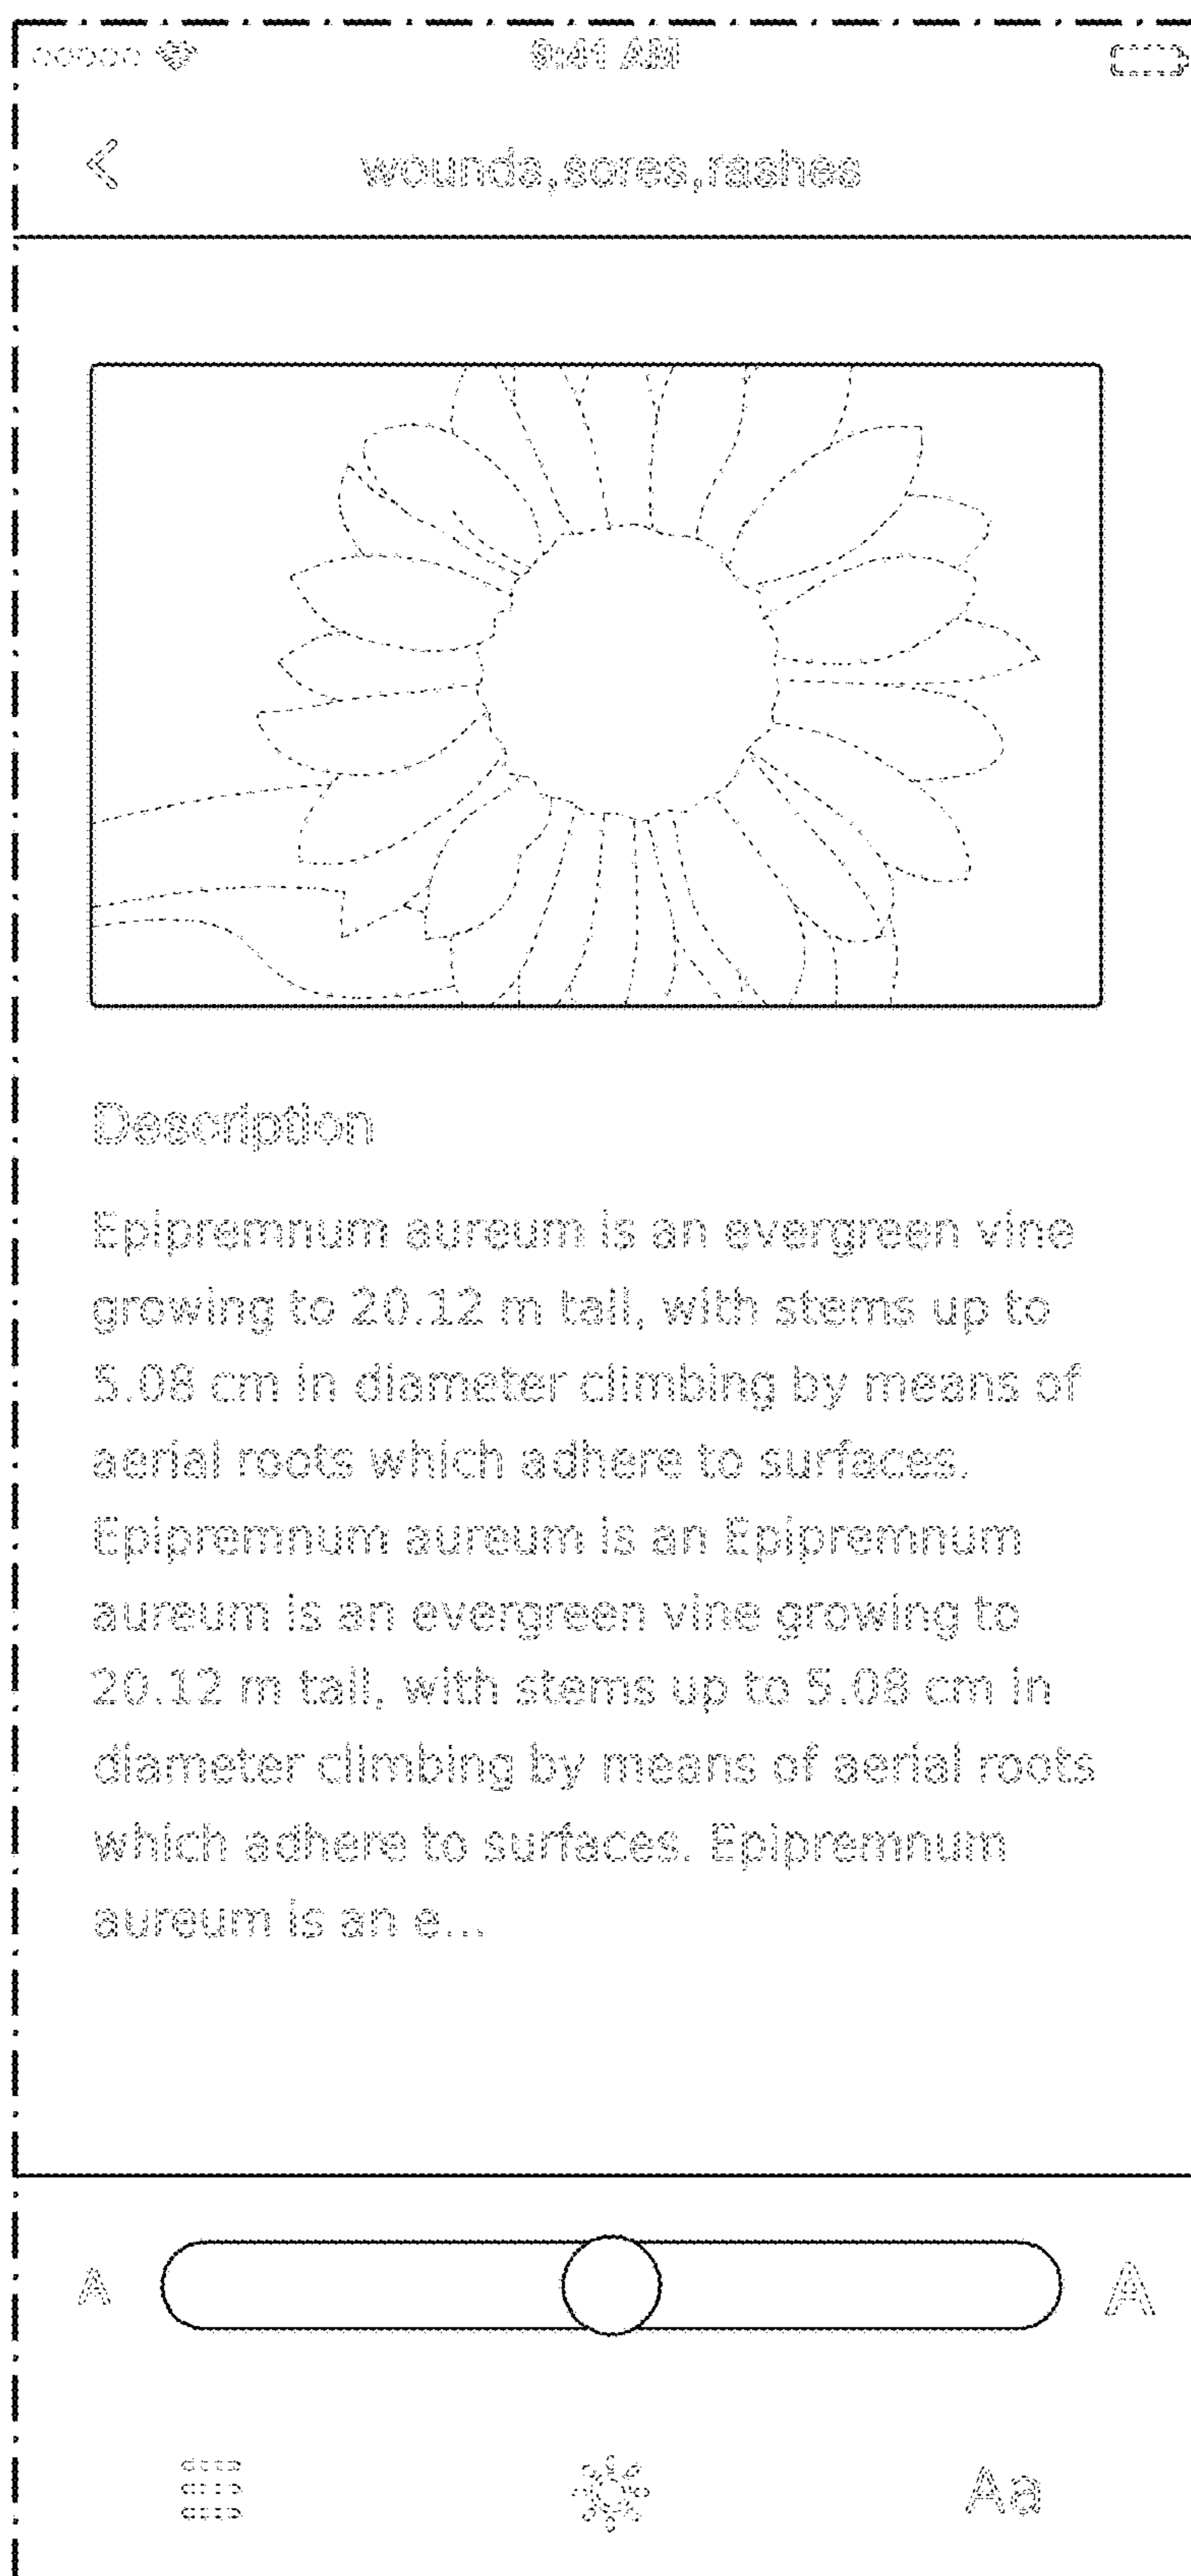 9:41 AM
wounds,sores,rashes
Description
Epipremnum aureum is an evergreen vine
growing to 20.12 m tall, with stems up to
5.08 cm in diameter climbing by means of
aerial roots which adhere to surfaces.
Epipremnum aureum is an Epipremnum
aureum is an evergreen vine growing to
20.12 m tall, with stems up to 5.08 cm in
diameter climbing by means of aerial roots
which adhere to surfaces. Epipremnum
aureum is an e...
A A
Aa